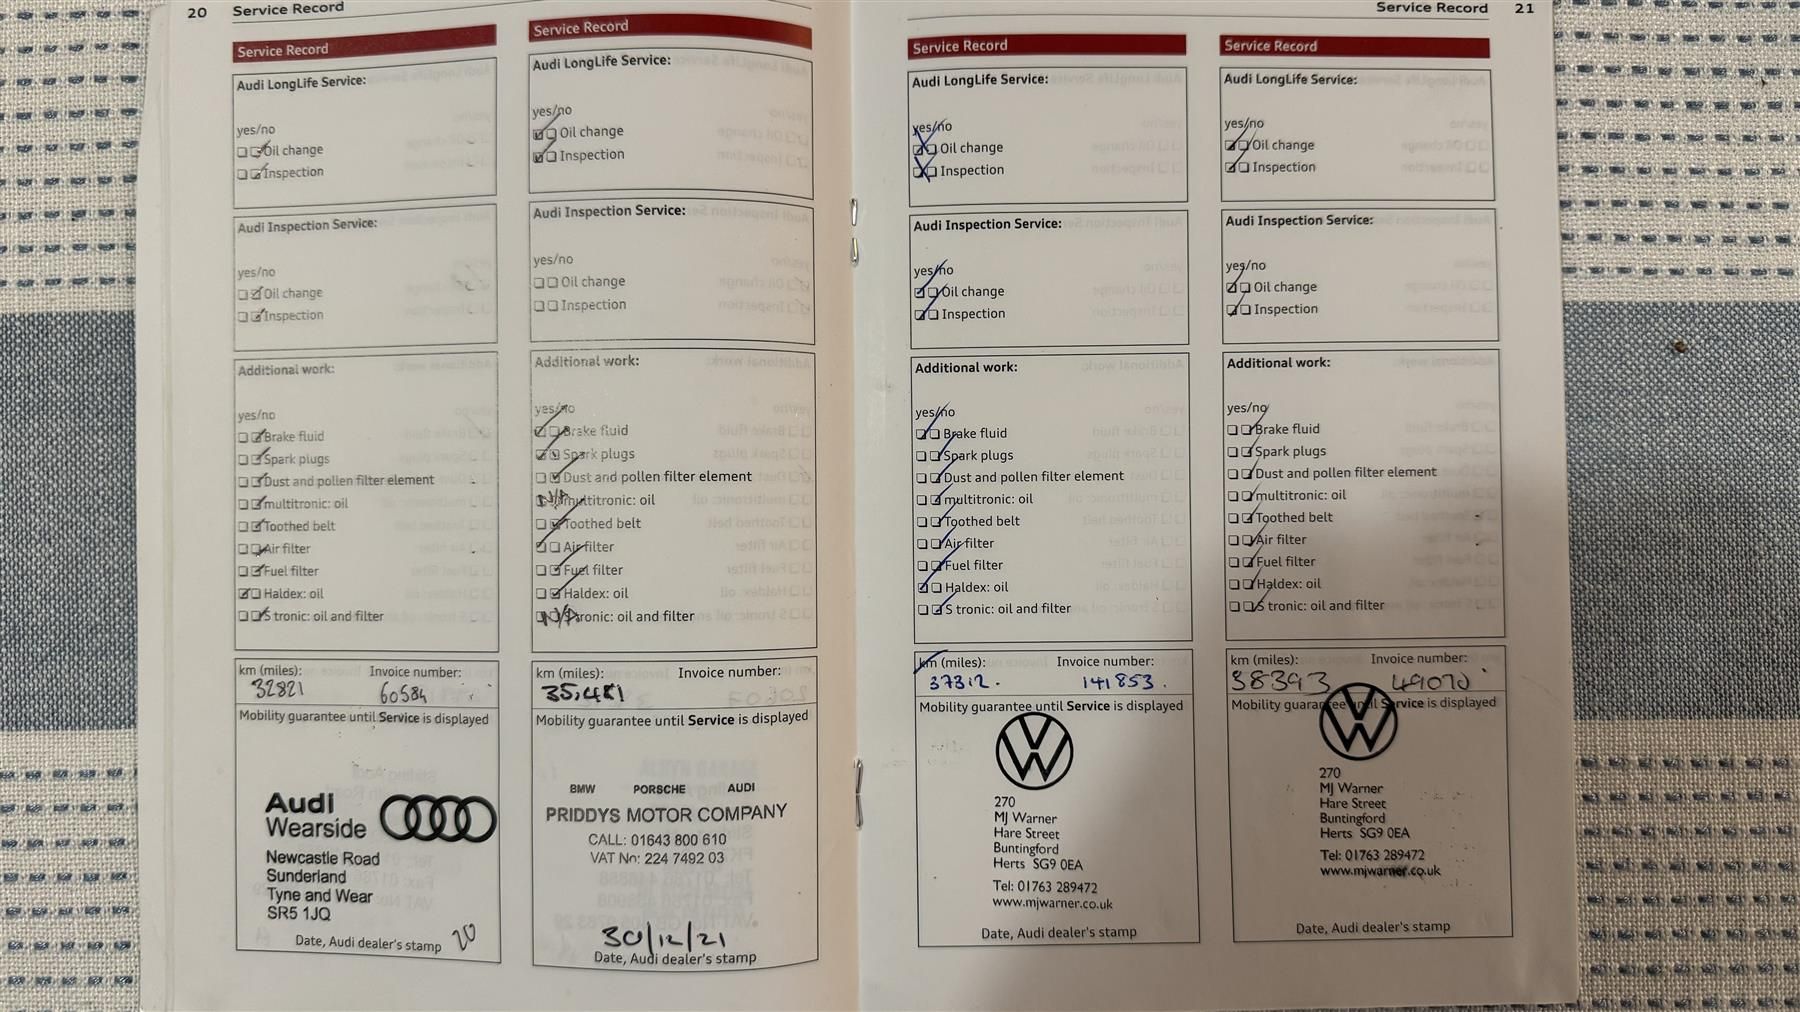 20 Service Record
Service Record
Audi LongLife Service:
yes/no
Oil change
Inspection
Audi Inspection Service:
yes/no
Oil change
Inspection
Additional work:
yes/no
Brake fluid
Spark plugs
Dust and pollen filter element
multitronic: oil
Toothed belt
Air filter
Fuel filter
Haldex: oil
S tronic: oil and filter
km (miles): Invoice number:
32821 60584
Mobility guarantee until Service is displayed
Audi
Wearside
Newcastle Road
Sunderland
Tyne and Wear
SR5 1JQ
Date, Audi dealer's stamp 20
Service Record
Audi LongLife Service:
yes/no
Oil change
Inspection
Audi Inspection Service:
yes/no
Oil change
Inspection
Additional work:
yes/no
Brake fluid
Spark plugs
Dust and pollen filter element
N/A multitronic: oil
Toothed belt
Air filter
Fuel filter
Haldex: oil
N/A S tronic: oil and filter
km (miles): Invoice number:
35,481
Mobility guarantee until Service is displayed
BMW PORSCHE AUDI
PRIDDYS MOTOR COMPANY
CALL: 01643 800 610
VAT No: 224 7492 03
30/12/21
Date, Audi dealer's stamp
Service Record 21
Service Record
Audi LongLife Service:
yes/no
Oil change
Inspection
Audi Inspection Service:
yes/no
Oil change
Inspection
Additional work:
yes/no
Brake fluid
Spark plugs
Dust and pollen filter element
multitronic: oil
Toothed belt
Air filter
Fuel filter
Haldex: oil
S tronic: oil and filter
km (miles): Invoice number:
37312. 141853.
Mobility guarantee until Service is displayed
270
MJ Warner
Hare Street
Buntingford
Herts SG9 0EA
Tel: 01763 289472
www.mjwarner.co.uk
Date, Audi dealer's stamp
Service Record
Audi LongLife Service:
yes/no
Oil change
Inspection
Audi Inspection Service:
yes/no
Oil change
Inspection
Additional work:
yes/no
Brake fluid
Spark plugs
Dust and pollen filter element
multitronic: oil
Toothed belt
Air filter
Fuel filter
Haldex: oil
S tronic: oil and filter
km (miles): Invoice number:
38393 49070
Mobility guarantee until Service is displayed
270
MJ Warner
Hare Street
Buntingford
Herts SG9 0EA
Tel: 01763 289472
www.mjwarner.co.uk
Date, Audi dealer's stamp